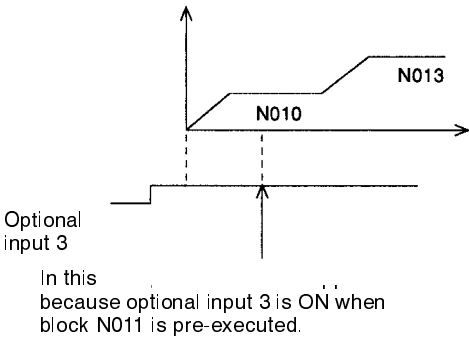 N013
N010
Optional
input 3
In this
because optional input 3 is ON when
block N011 is pre-executed.